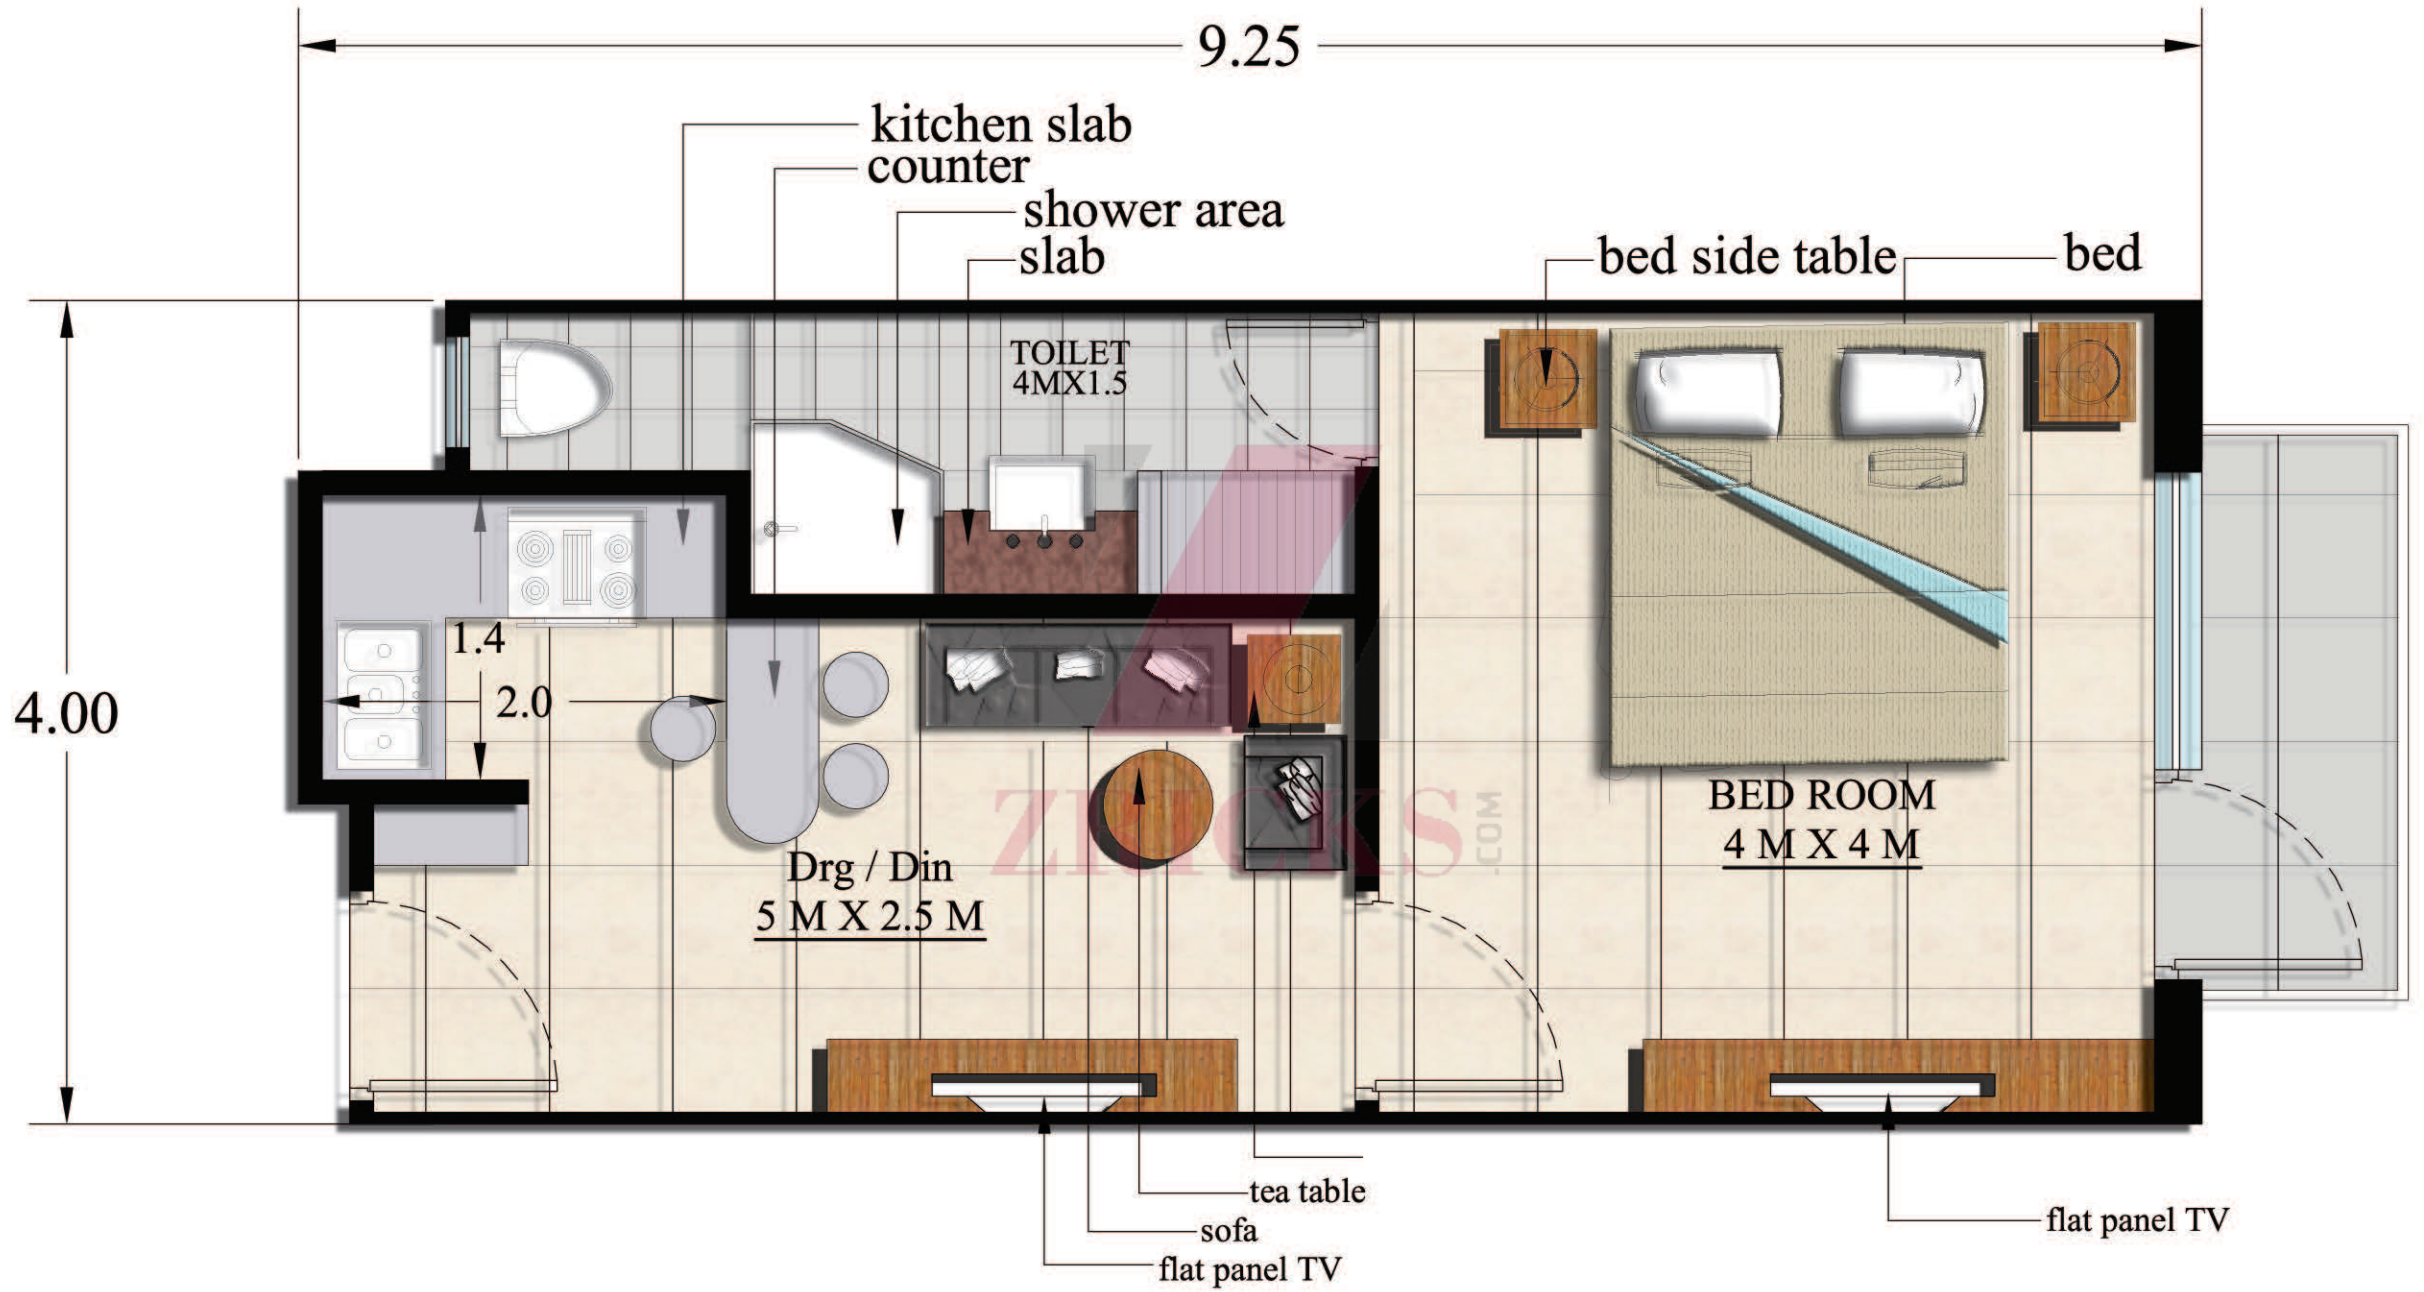 9.25
kitchen slab
counter
shower area
slab
bed side table
bed
TOILET
4MX1.5
1.4
2.0
4.00
BED ROOM
4 M X 4 M
ZRICKS
.COM
Drg / Din
5 M X 2.5 M
tea table
sofa
flat panel TV
flat panel TV